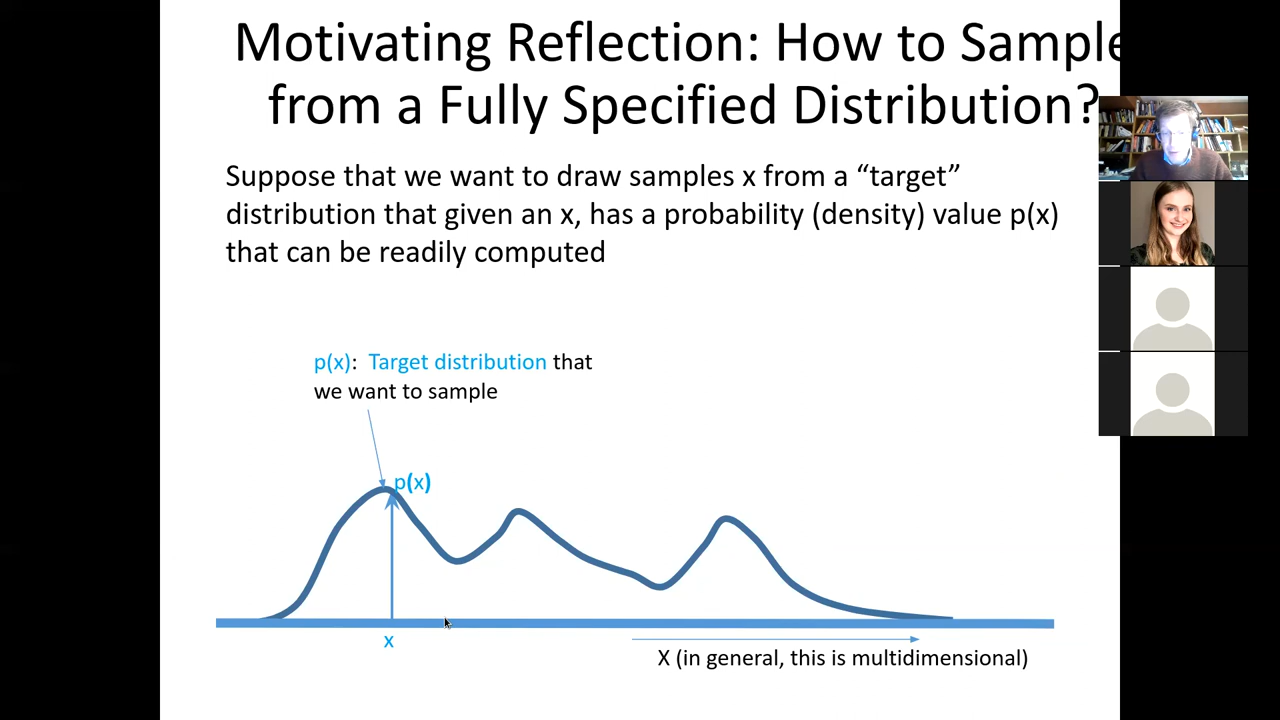 Motivating Reflection: How to Sample
from a Fully Specified Distribution?
Suppose that we want to draw samples x from a “target”
distribution that given an x, has a probability (density) value p(x)
that can be readily computed
p(x): Target distribution that
we want to sample
p(x)
x
X (in general, this is multidimensional)